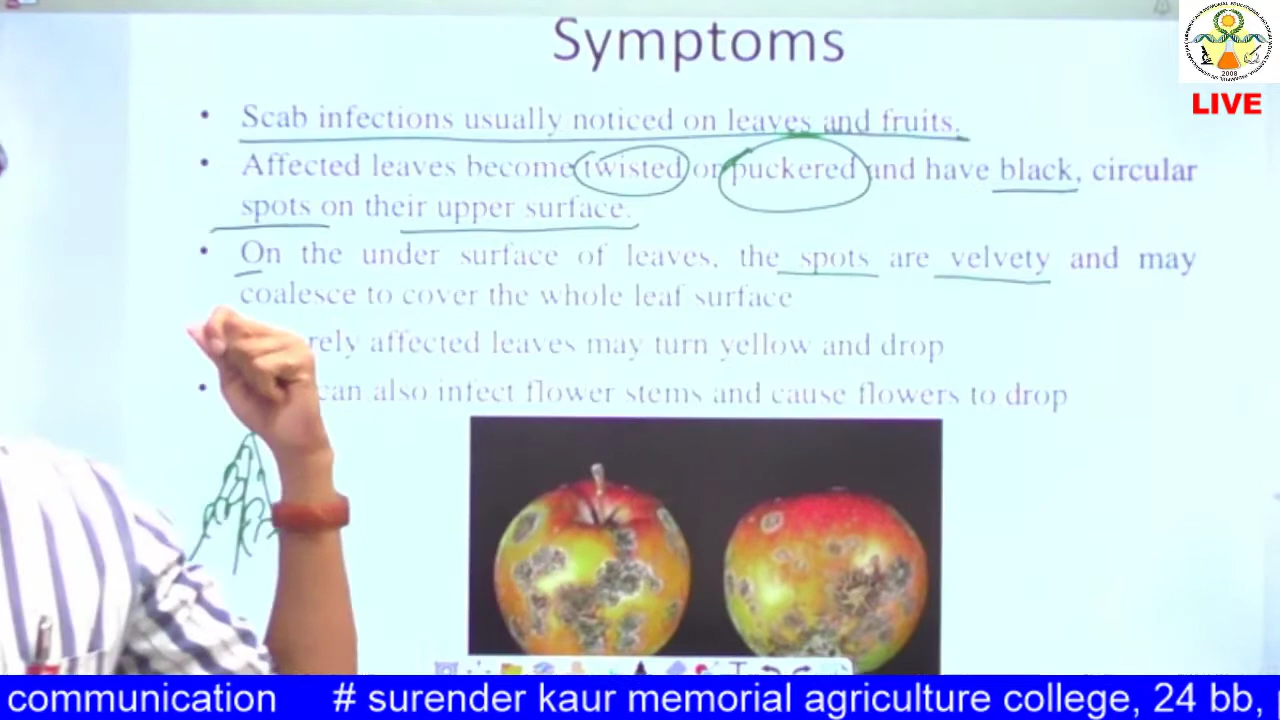 Symptoms
LIVE
• Scab infections usually noticed on leaves and fruits.
• Affected leaves become twisted or puckered and have black, circular
spots on their upper surface.
• On the under surface of leaves, the spots are velvety and may
coalesce to cover the whole leaf surface
rely affected leaves may turn yellow and drop
• can also infect flower stems and cause flowers to drop
2008
communication # surender kaur memorial agriculture college, 24 bb,